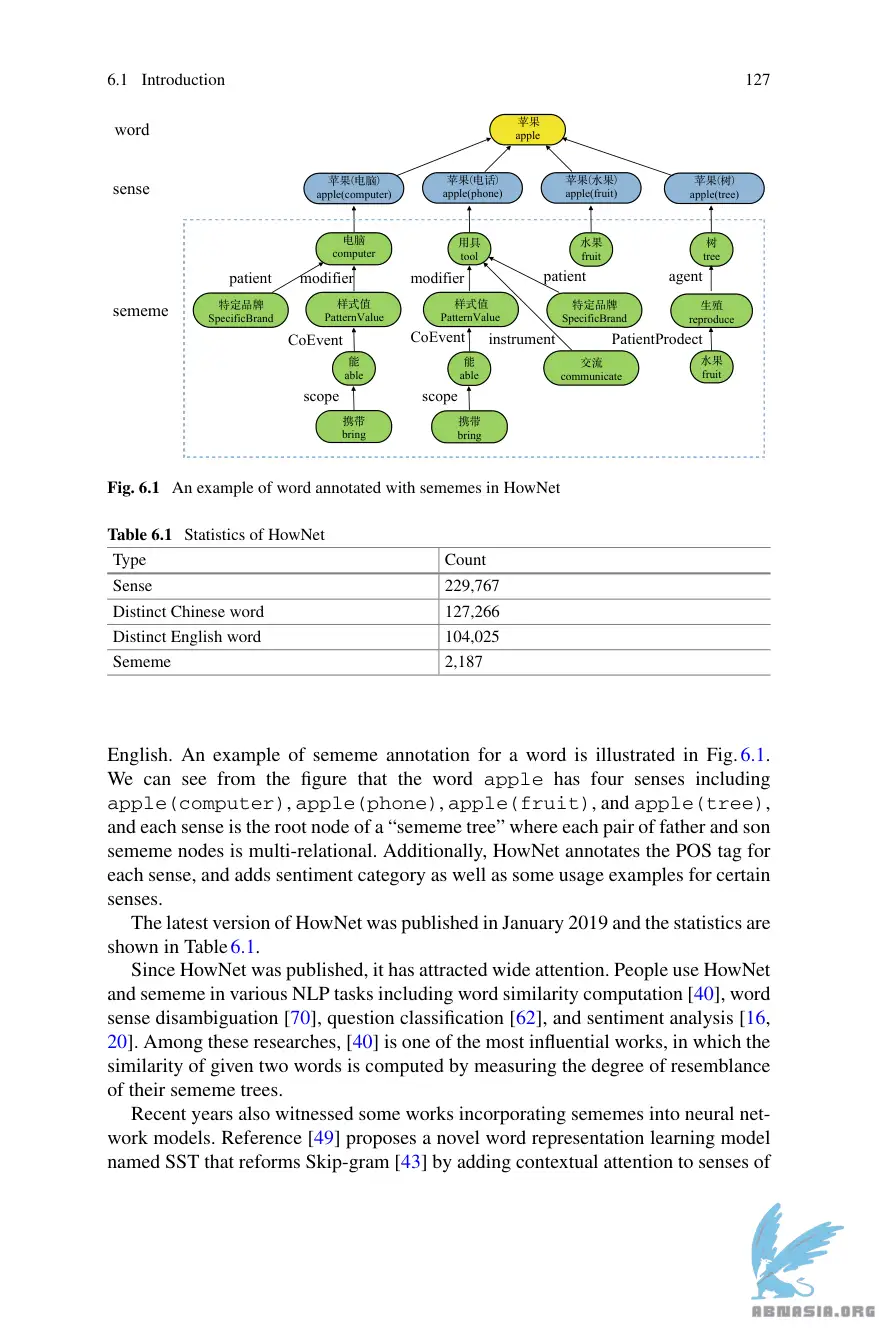 6.1 Introduction 127
word
苹果
apple
sense
苹果(电脑) 苹果(电话) 苹果(水果) 苹果(树)
apple(computer) apple(phone) apple(fruit) apple(tree)
电脑 用具 水果 树
computer tool fruit tree
patient modifier modifier patient agent
sememe
特定品牌 样式值 样式值 特定品牌 生殖
SpecificBrand PatternValue PatternValue SpecificBrand reproduce
CoEvent CoEvent instrument PatientProdect
能 能 交流 水果
able able communicate fruit
scope scope
携带 携带
bring bring
Fig. 6.1 An example of word annotated with sememes in HowNet
Table 6.1 Statistics of HowNet
Type Count
Sense 229,767
Distinct Chinese word 127,266
Distinct English word 104,025
Sememe 2,187
English. An example of sememe annotation for a word is illustrated in Fig. 6.1.
We can see from the figure that the word apple has four senses including
apple(computer), apple(phone), apple(fruit), and apple(tree),
and each sense is the root node of a “sememe tree” where each pair of father and son
sememe nodes is multi-relational. Additionally, HowNet annotates the POS tag for
each sense, and adds sentiment category as well as some usage examples for certain
senses.
The latest version of HowNet was published in January 2019 and the statistics are
shown in Table 6.1.
Since HowNet was published, it has attracted wide attention. People use HowNet
and sememe in various NLP tasks including word similarity computation [40], word
sense disambiguation [70], question classification [62], and sentiment analysis [16,
20]. Among these researches, [40] is one of the most influential works, in which the
similarity of given two words is computed by measuring the degree of resemblance
of their sememe trees.
Recent years also witnessed some works incorporating sememes into neural net-
work models. Reference [49] proposes a novel word representation learning model
named SST that reforms Skip-gram [43] by adding contextual attention to senses of
ABNASIA.ORG